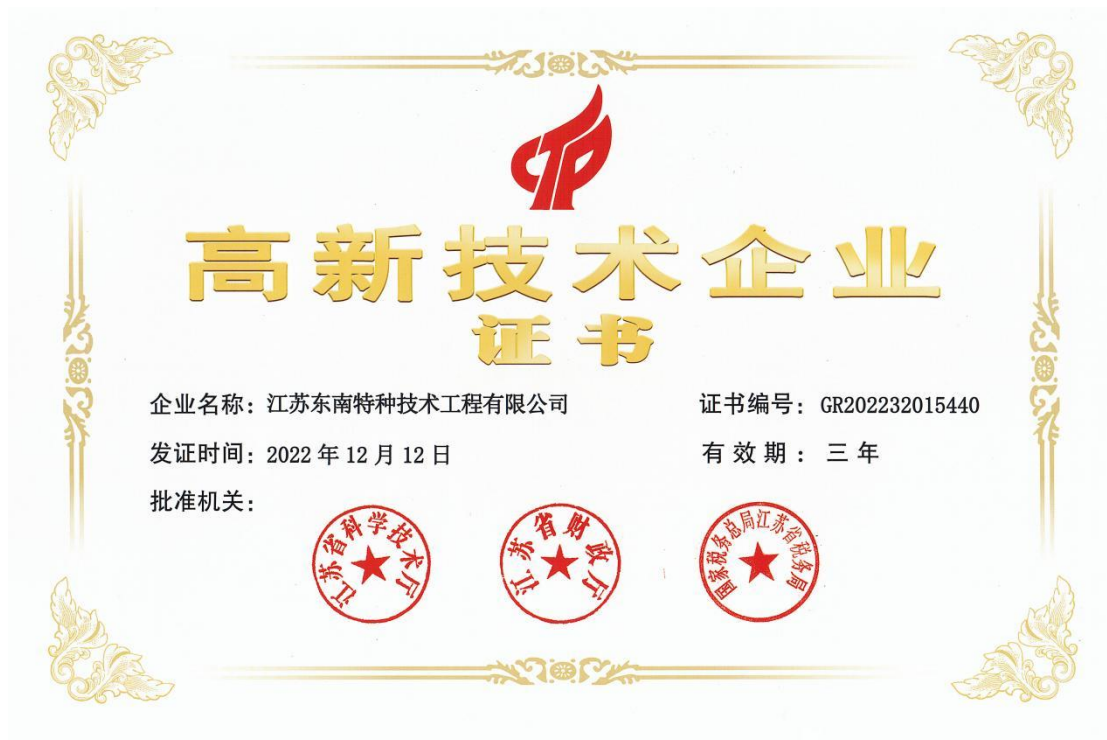 CTP
高新技术企业
证书
企业名称：江苏东南特种技术工程有限公司
证书编号：GR202232015440
发证时间：2022年12月12日
有效期：三年
批准机关：
江苏省科学技术厅
江苏省财政厅
国家税务总局江苏省税务局